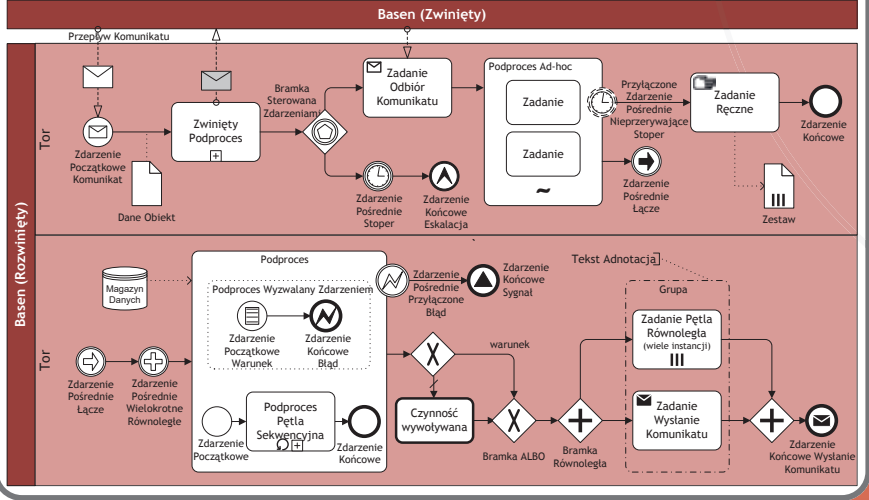 Basen (Zwinięty)
Przepływ Komunikatu
Basen (Rozwinięty)
Tor
Zdarzenie
Początkowe
Komunikat
Dane Obiekt
Zwinięty
Podproces
Bramka
Sterowana
Zdarzeniami
Zadanie
Odbiór
Komunikatu
Zdarzenie
Pośrednie
Stoper
Zdarzenie
Końcowe
Eskalacja
Podproces Ad-hoc
Zadanie
Zadanie
Przyłączone
Zdarzenie
Pośrednie
Nieprzerywające
Stoper
Zdarzenie
Pośrednie
Łącze
Zadanie
Ręczne
Zdarzenie
Końcowe
Zestaw
Tor
Magazyn
Danych
Zdarzenie
Pośrednie
Łącze
Zdarzenie
Pośrednie
Wielokrotne
Równoległe
Podproces
Podproces Wyzwalany Zdarzeniem
Zdarzenie
Początkowe
Warunek
Zdarzenie
Końcowe
Błąd
Zdarzenie
Początkowe
Podproces
Pętla
Sekwencyjna
Zdarzenie
Końcowe
Zdarzenie
Pośrednie
Przyłączone
Błąd
Zdarzenie
Końcowe
Sygnał
warunek
Czynność
wywoływana
Bramka ALBO
Bramka
Równoległa
Tekst Adnotacja
Grupa
Zadanie Pętla
Równoległa
(wiele instancji)
Zadanie
Wysłanie
Komunikatu
Zdarzenie
Końcowe Wysłanie
Komunikatu